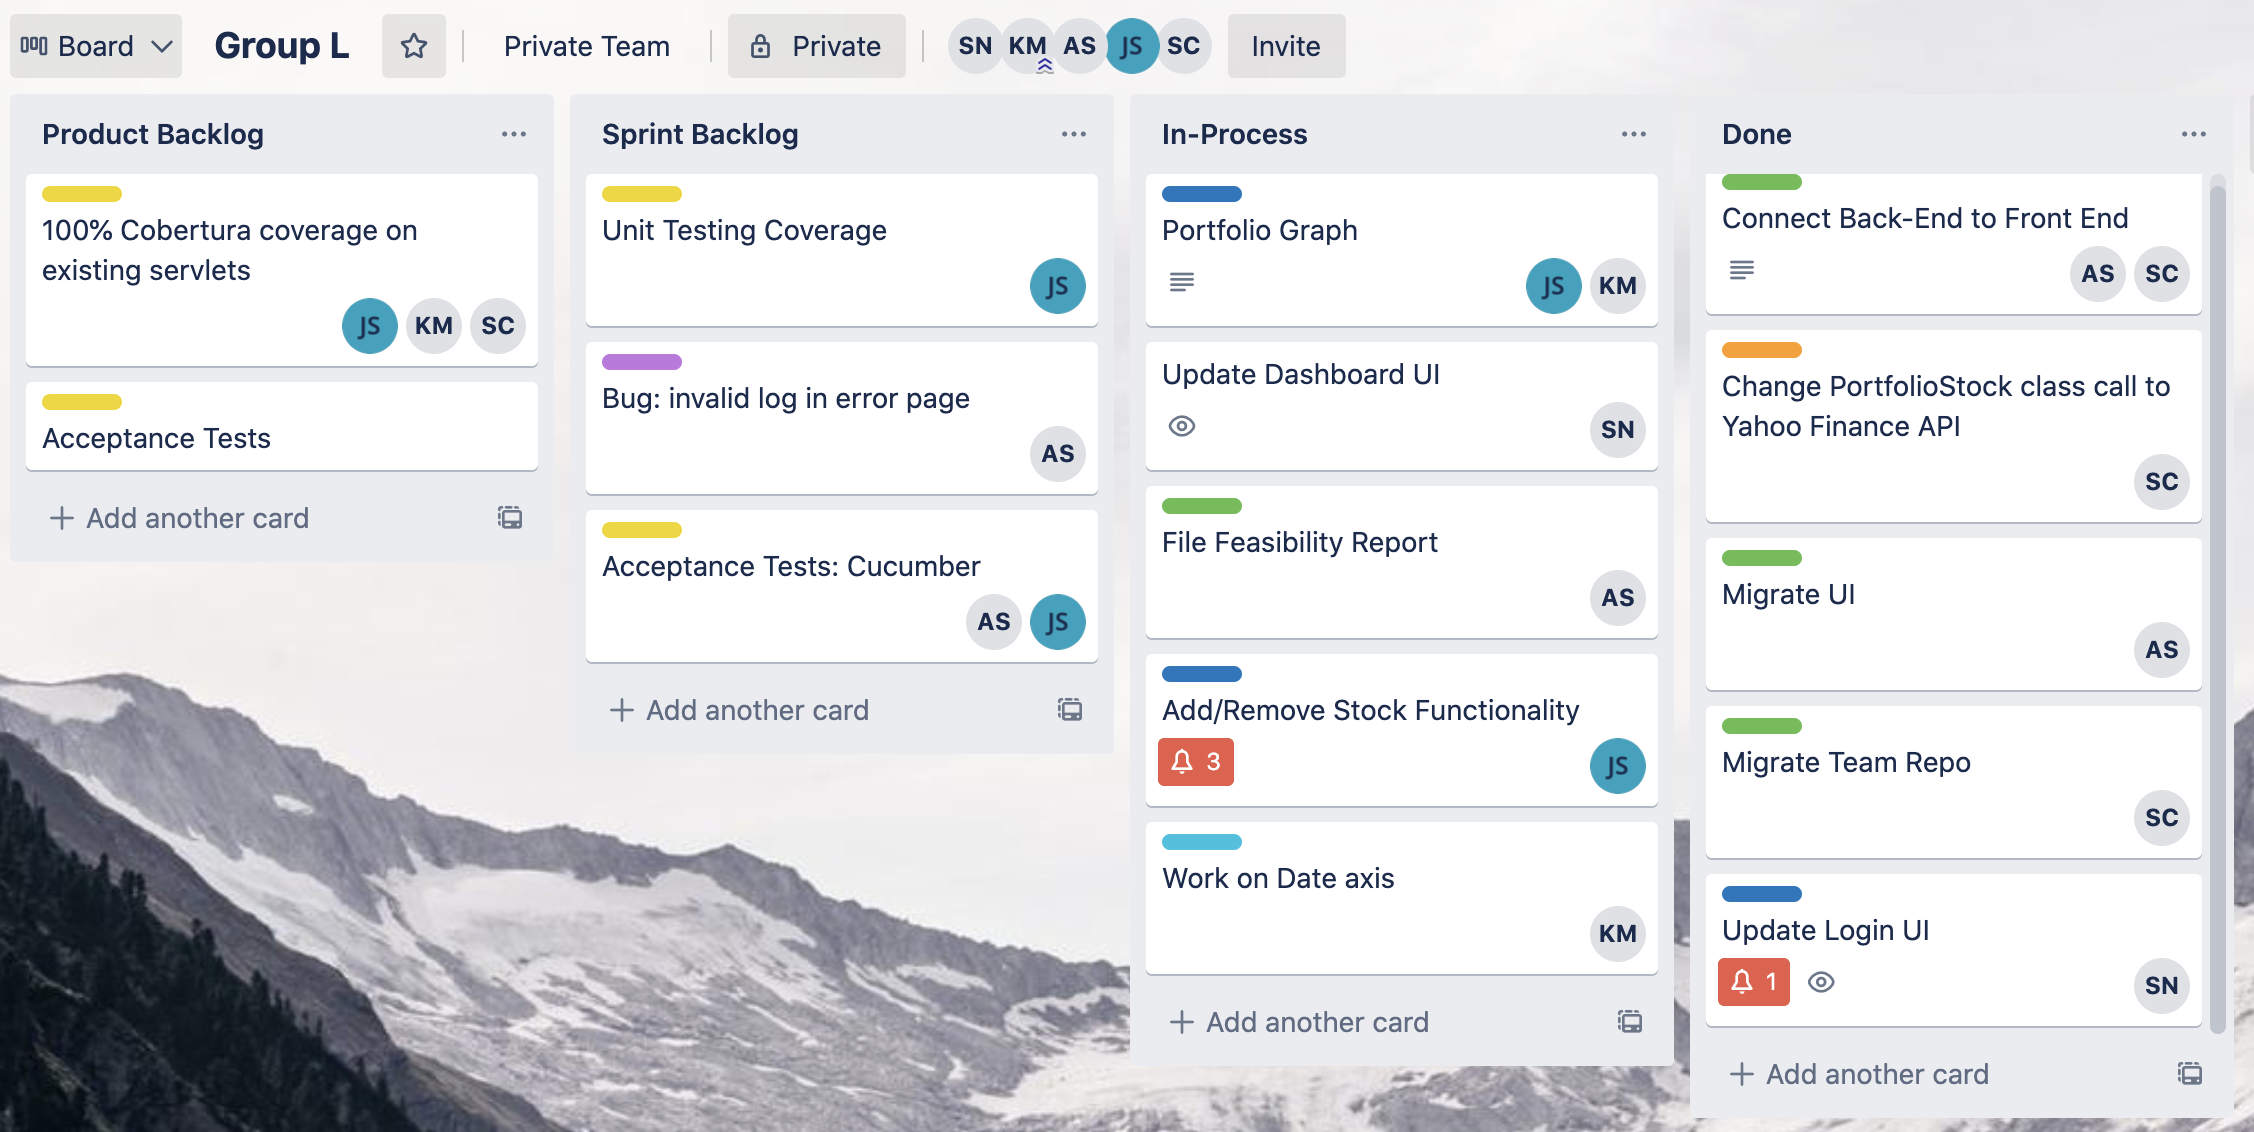 Board
Group L
Private Team
Private
SN KM AS JS SC
Invite
Product Backlog
100% Cobertura coverage on
existing servlets
JS KM SC
Acceptance Tests
Add another card
Sprint Backlog
Unit Testing Coverage
JS
Bug: invalid log in error page
AS
Acceptance Tests: Cucumber
AS JS
Add another card
In-Process
Portfolio Graph
JS KM
Update Dashboard UI
SN
File Feasibility Report
AS
Add/Remove Stock Functionality
3
JS
Work on Date axis
KM
Add another card
Done
Connect Back-End to Front End
AS SC
Change PortfolioStock class call to
Yahoo Finance API
SC
Migrate UI
AS
Migrate Team Repo
SC
Update Login UI
1
SN
Add another card